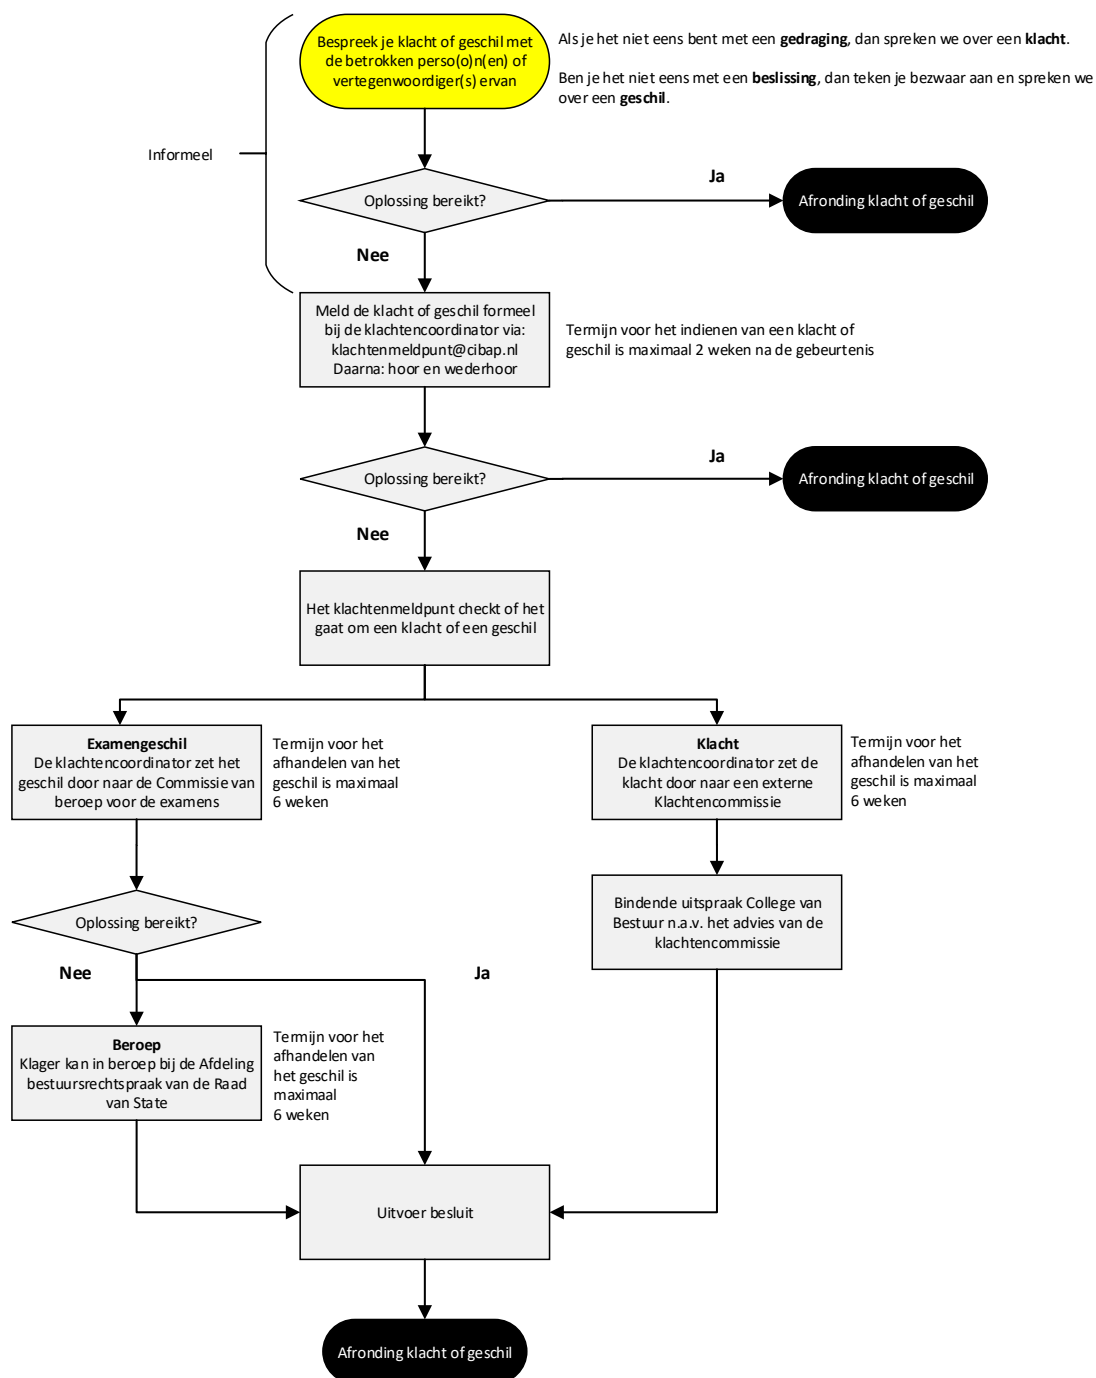 Bespreek je klacht of geschil met
de betrokken perso(o)n(en) of
vertegenwoordiger(s) ervan
Als je het niet eens bent met een gedraging, dan spreken we over een klacht.
Ben je het niet eens met een beslissing, dan teken je bezwaar aan en spreken we
over een geschil.
Informeel
Oplossing bereikt?
Ja
Afronding klacht of geschil
Nee
Meld de klacht of geschil formeel
bij de klachtencoordinator via:
klachtenmeldpunt@cibap.nl
Daarna: hoor en wederhoor
Termijn voor het indienen van een klacht of
geschil is maximaal 2 weken na de gebeurtenis
Oplossing bereikt?
Ja
Afronding klacht of geschil
Nee
Het klachtenmeldpunt checkt of het
gaat om een klacht of een geschil
Examengeschil
De klachtencoordinator zet het
geschil door naar de Commissie van
beroep voor de examens
Termijn voor het
afhandelen van het
geschil is maximaal
6 weken
Klacht
De klachtencoordinator zet de
klacht door naar een externe
Klachtencommissie
Termijn voor het
afhandelen van het
geschil is maximaal
6 weken
Oplossing bereikt?
Bindende uitspraak College van
Bestuur n.a.v. het advies van de
klachtencommissie
Nee
Ja
Beroep
Klager kan in beroep bij de Afdeling
bestuursrechtspraak van de Raad
van State
Termijn voor het
afhandelen van
het geschil is
maximaal
6 weken
Uitvoer besluit
Afronding klacht of geschil